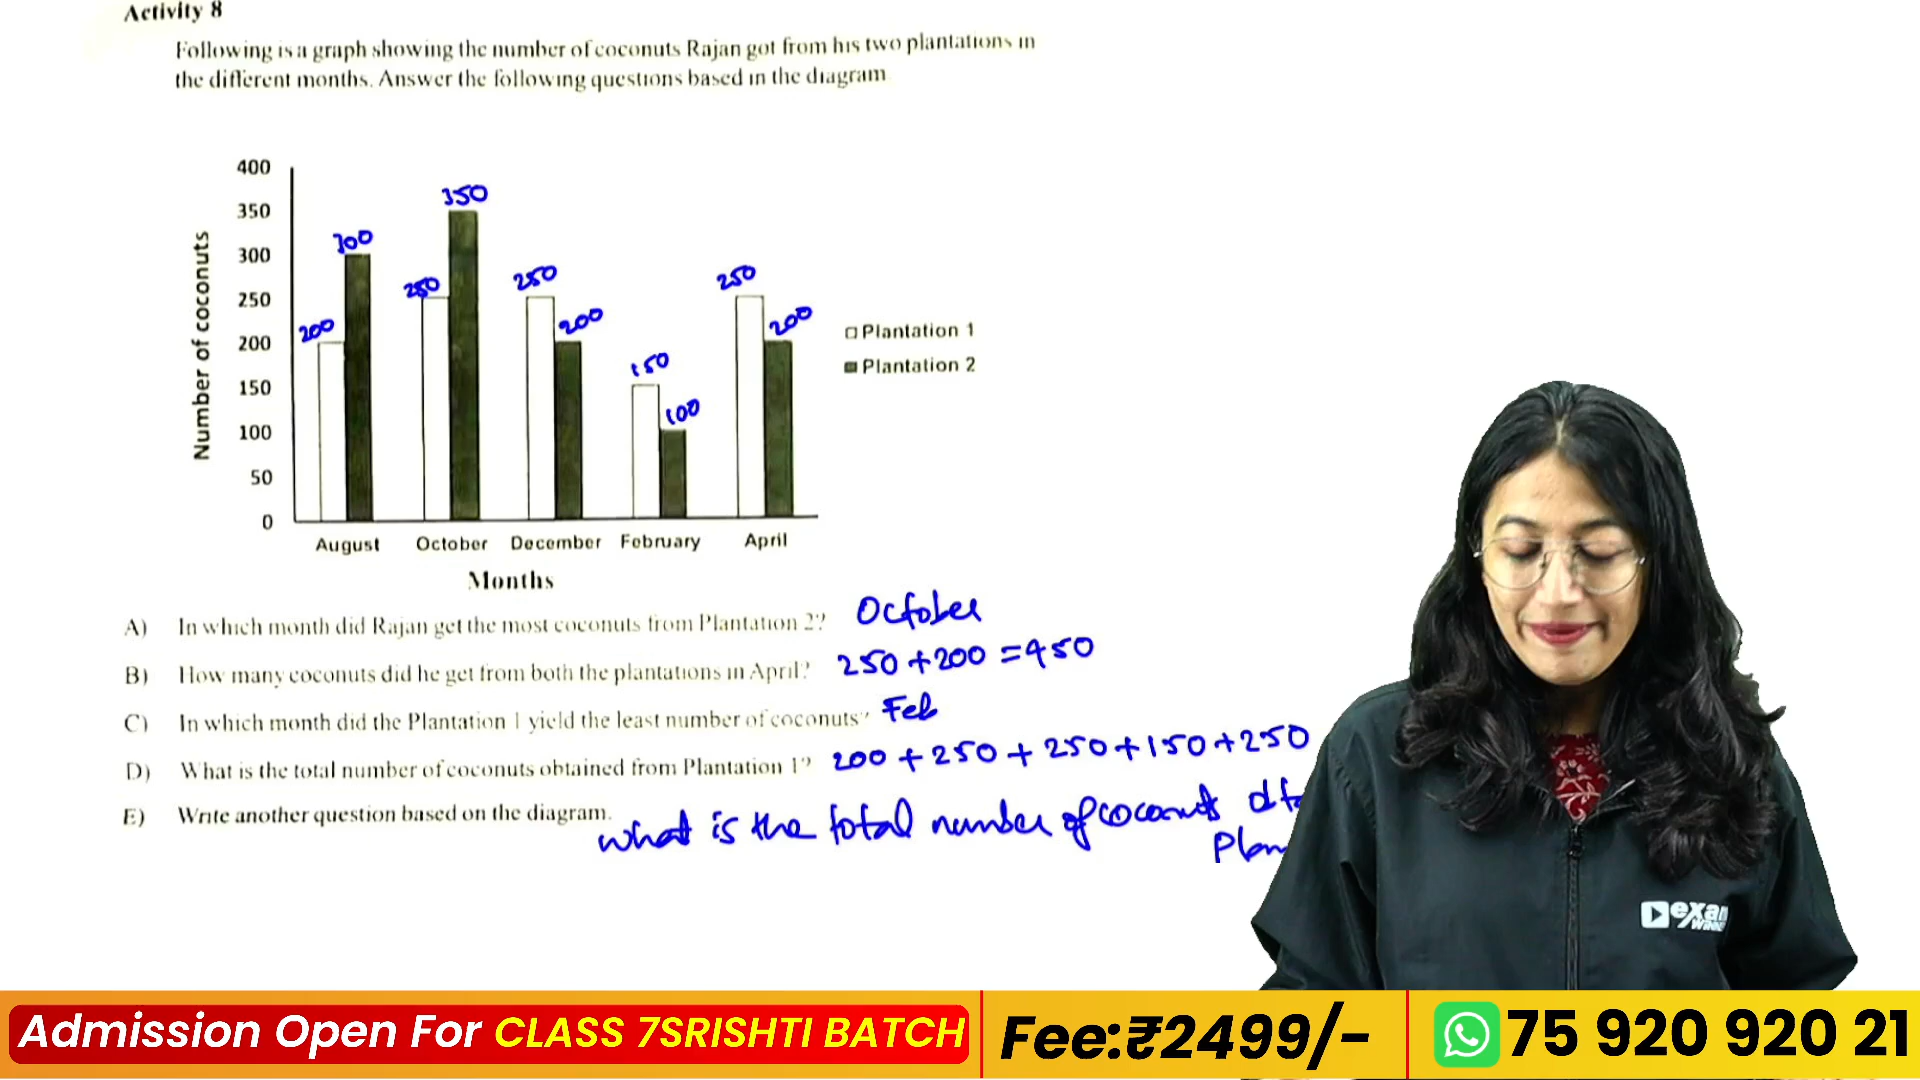 Activity 8
Following is a graph showing the number of coconuts Rajan got from his two plantations in
the different months. Answer the following questions based in the diagram
Number of coconuts
400
350
300
250
200
150
100
50
0
200
300
250
350
250
200
150
100
250
200
Plantation 1
Plantation 2
August October December February April
Months
A) In which month did Rajan get the most coconuts from Plantation 2? October
B) How many coconuts did he get from both the plantations in April? 250 + 200 = 450
C) In which month did the Plantation 1 yield the least number of coconuts? Feb
D) What is the total number of coconuts obtained from Plantation 1? 200 + 250 + 250 + 150 + 250
E) Write another question based on the diagram.
What is the total number of coconuts
exam
Admission Open For CLASS 7SRISHTI BATCH
Fee:₹2499/-
75 920 920 21